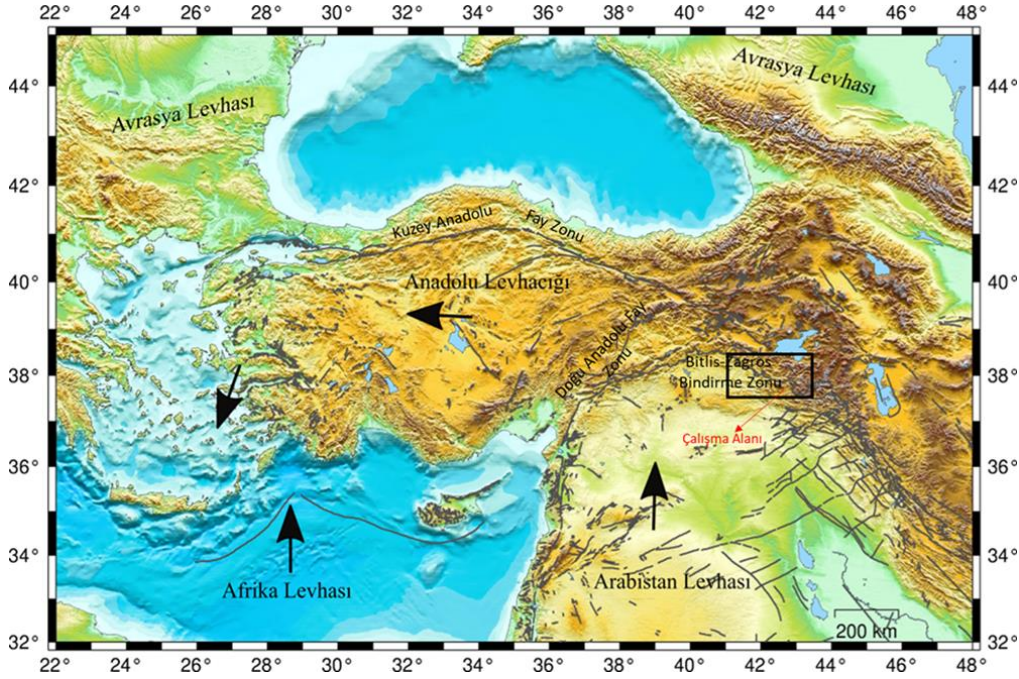 22° 24° 26° 28° 30° 32° 34° 36° 38° 40° 42° 44° 46° 48°
44° 44°
Avrasya Levhası
Avrasya Levhası
42° 42°
Kuzey Anadolu Fay Zonu
40° 40°
Anadolu Levhacığı
Doğu Anadolu Fay
Zonu
Bitlis-Zagros
Bindirme Zonu
38° 38°
Çalışma Alanı
36° 36°
34° 34°
Afrika Levhası
Arabistan Levhası
200 km
32° 32°
22° 24° 26° 28° 30° 32° 34° 36° 38° 40° 42° 44° 46° 48°